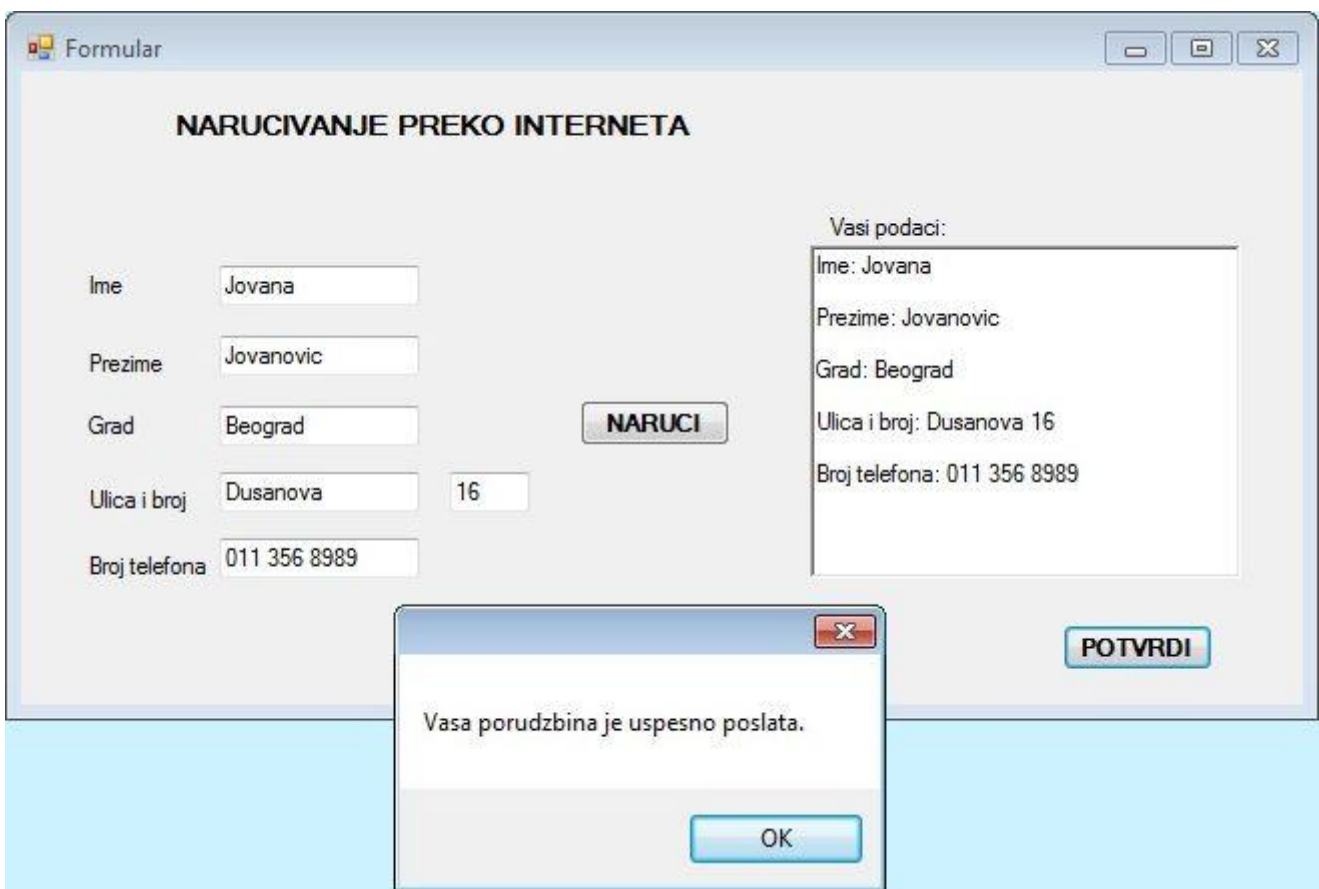 Formular
NARUCIVANJE PREKO INTERNETA
Ime
Jovana
Prezime
Jovanovic
Grad
Beograd
Ulica i broj
Dusanova
16
Broj telefona
011 356 8989
NARUCI
Vasi podaci:
Ime: Jovana
Prezime: Jovanovic
Grad: Beograd
Ulica i broj: Dusanova 16
Broj telefona: 011 356 8989
POTVRDI
Vasa porudzbina je uspesno poslata.
OK